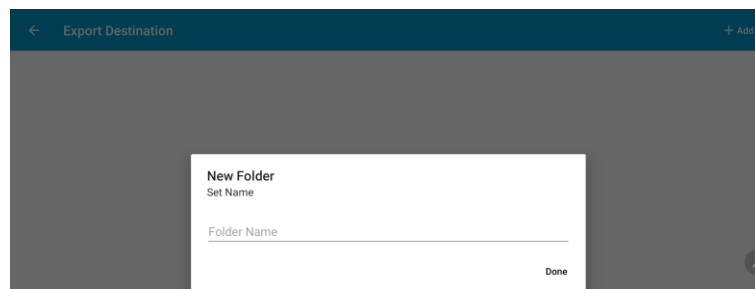 Export Destination
+ Add
New Folder
Set Name
Folder Name
Done